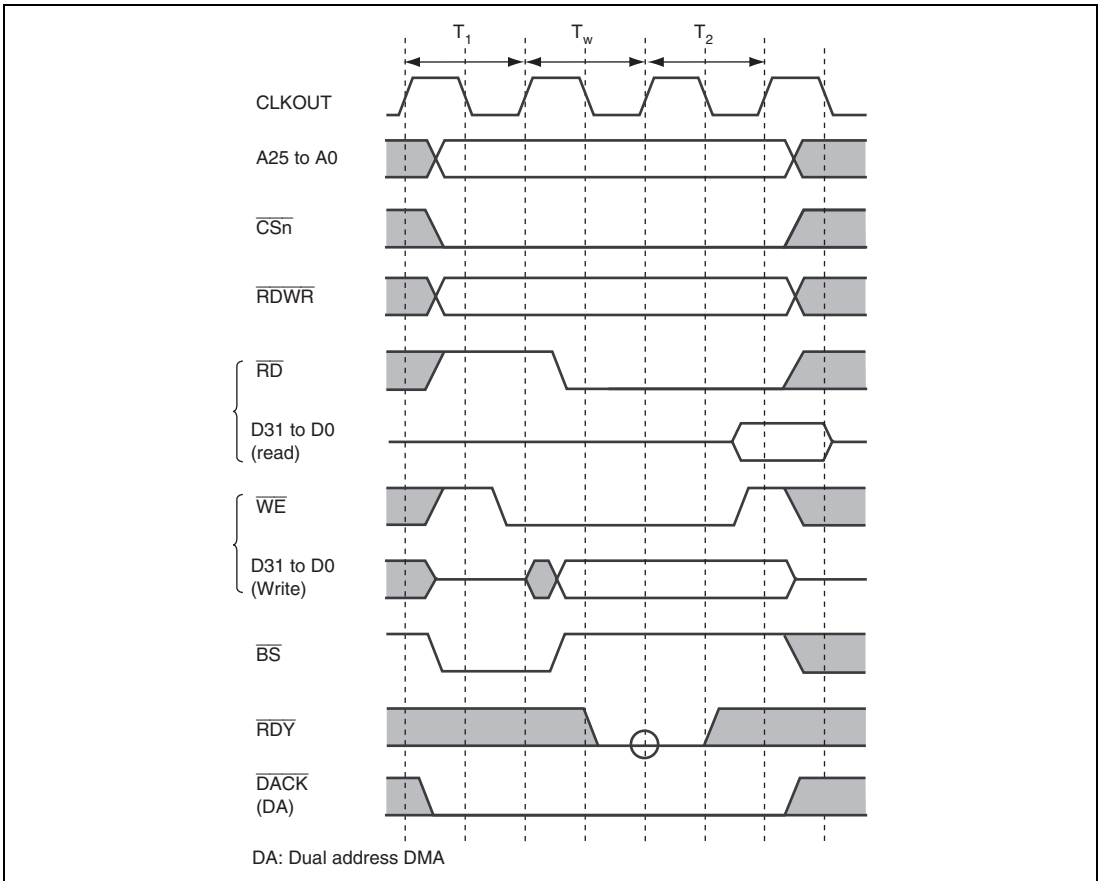 T1 Tw T2
CLKOUT
A25 to A0
CSn
RDWR
RD
D31 to D0
(read)
WE
D31 to D0
(Write)
BS
RDY
DACK
(DA)
DA: Dual address DMA